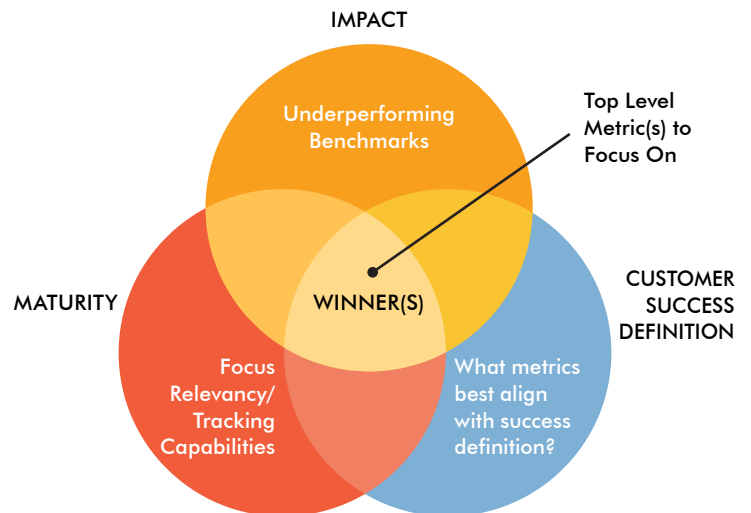 IMPACT
Underperforming
Benchmarks
Top Level
Metric(s) to
Focus On
MATURITY
WINNER(S)
CUSTOMER
SUCCESS
DEFINITION
Focus
Relevancy/
Tracking
Capabilities
What metrics
best align
with success
definition?